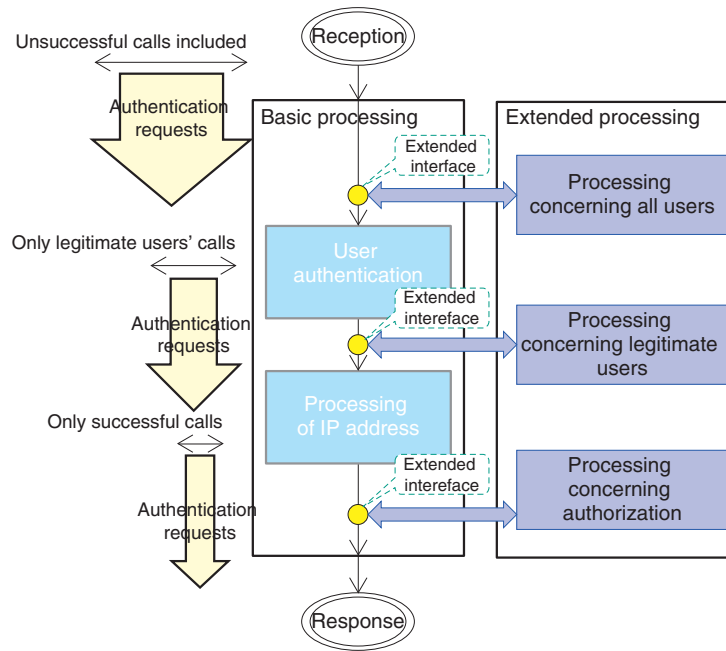 Reception
Unsuccessful calls included
Authentication
requests
Basic processing
Extended processing
Extended
interface
Processing
concerning all users
Only legitimate users' calls
User
authentication
Authentication
requests
Extended
intereface
Processing
concerning legitimate
users
Only successful calls
Processing
of IP address
Authentication
requests
Extended
intereface
Processing
concerning
authorization
Response